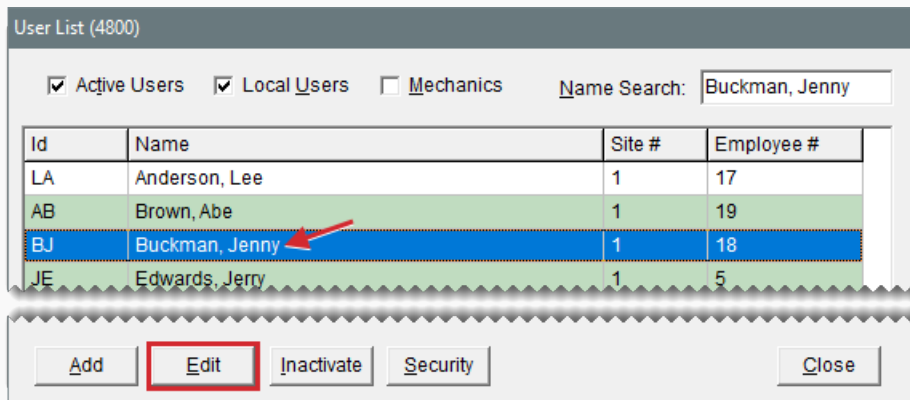 User List (4800)
Active Users Local Users Mechanics Name Search: Buckman, Jenny
Id Name Site # Employee #
LA Anderson, Lee 1 17
AB Brown, Abe 1 19
BJ Buckman, Jenny 1 18
JE Edwards, Jerry 1 5
Add Edit Inactivate Security Close